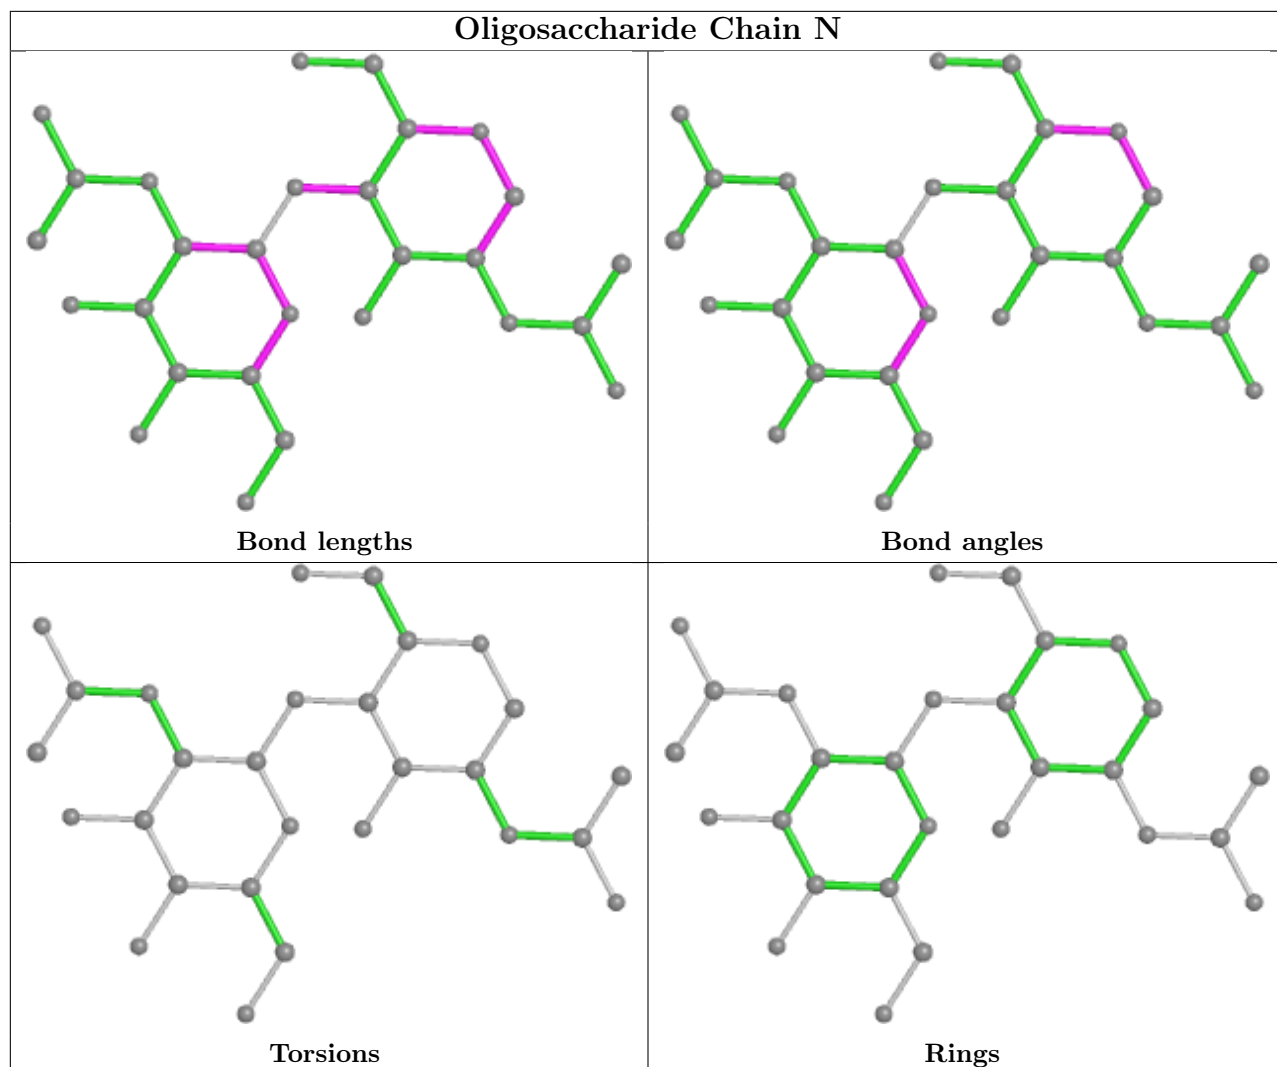 Oligosaccharide Chain N
Bond lengths
Bond angles
Torsions
Rings